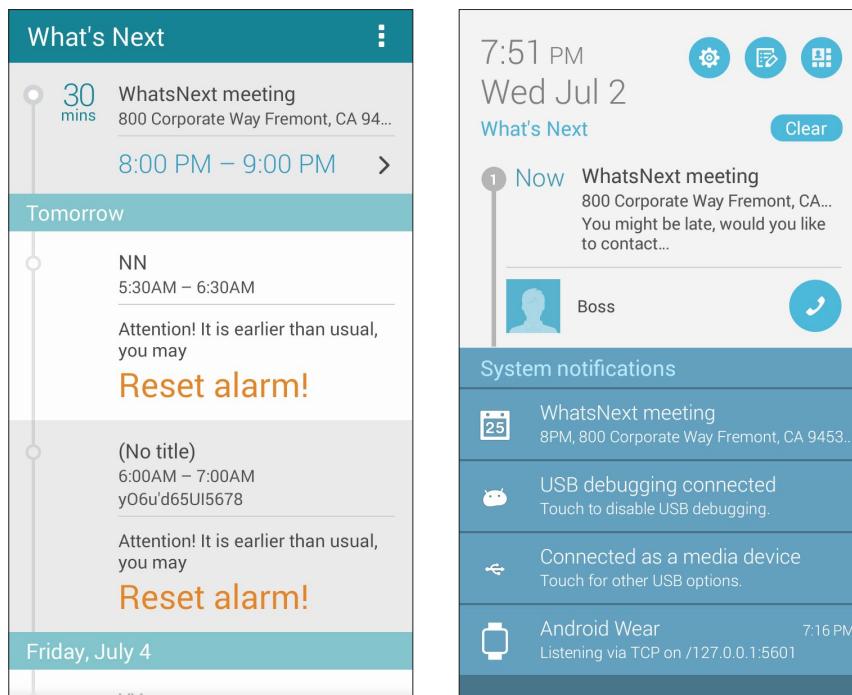 What's Next
30
mins
WhatsNext meeting
800 Corporate Way Fremont, CA 94...
8:00 PM – 9:00 PM
Tomorrow
NN
5:30AM – 6:30AM
Attention! It is earlier than usual,
you may
Reset alarm!
(No title)
6:00AM – 7:00AM
yO6u'd65UI5678
Attention! It is earlier than usual,
you may
Reset alarm!
Friday, July 4
7:51 PM
Wed Jul 2
What's Next
Clear
1
Now
WhatsNext meeting
800 Corporate Way Fremont, CA...
You might be late, would you like
to contact...
Boss
System notifications
25
WhatsNext meeting
8PM, 800 Corporate Way Fremont, CA 9453..
USB debugging connected
Touch to disable USB debugging.
Connected as a media device
Touch for other USB options.
Android Wear
7:16 PM
Listening via TCP on /127.0.0.1:5601